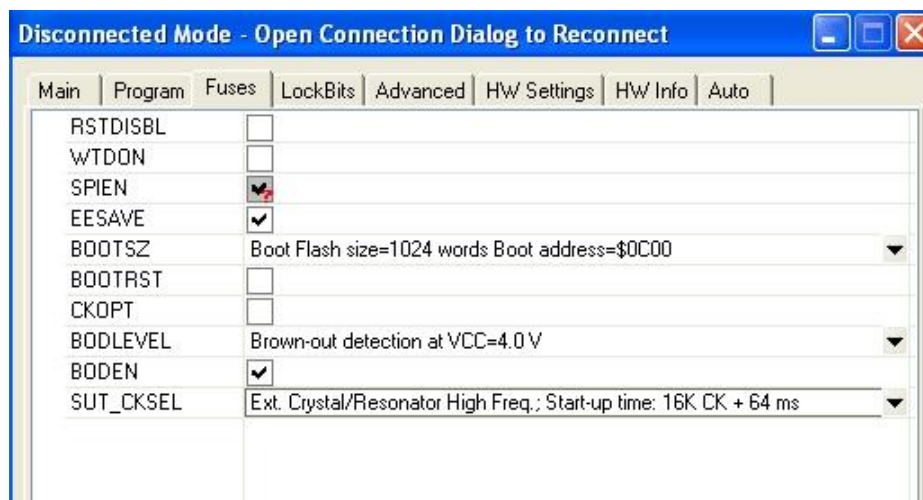 Disconnected Mode - Open Connection Dialog to Reconnect
Main Program Fuses LockBits Advanced HW Settings HW Info Auto
RSTDISBL
WTDON
SPIEN
EESAVE
BOOTSZ Boot Flash size=1024 words Boot address=$0C00
BOOTRST
CKOPT
BODLEVEL Brown-out detection at VCC=4.0 V
BODEN
SUT_CKSEL Ext. Crystal/Resonator High Freq.; Start-up time: 16K CK + 64 ms